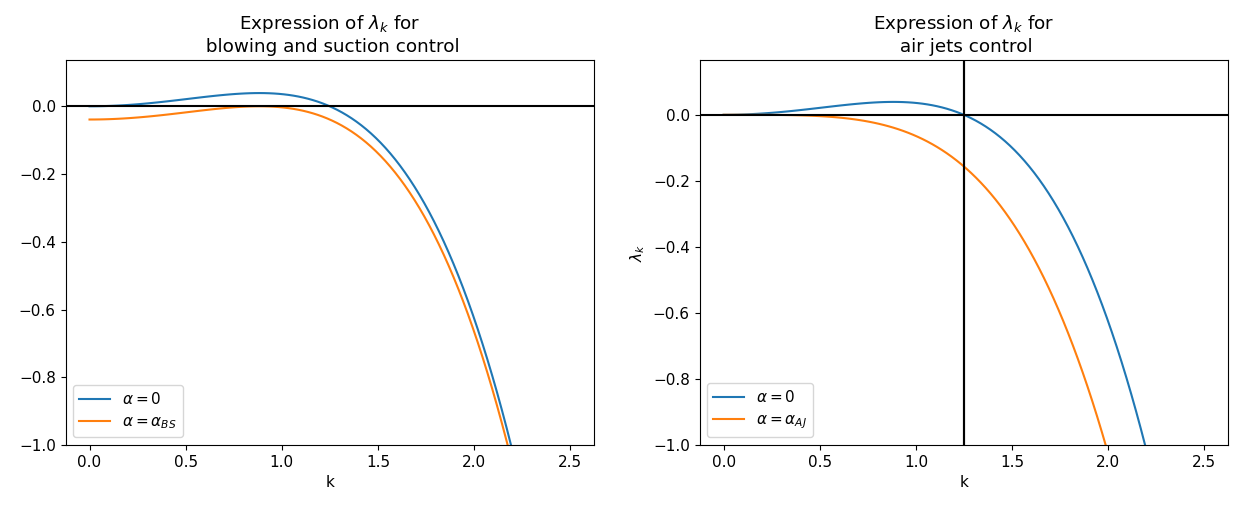 Expression of λₖ for
blowing and suction control
0.0
−0.2
−0.4
−0.6
−0.8
−1.0
α = 0
α = α_BS
0.0 0.5 1.0 1.5 2.0 2.5
k
Expression of λₖ for
air jets control
λₖ
0.0
−0.2
−0.4
−0.6
−0.8
−1.0
α = 0
α = α_AJ
0.0 0.5 1.0 1.5 2.0 2.5
k